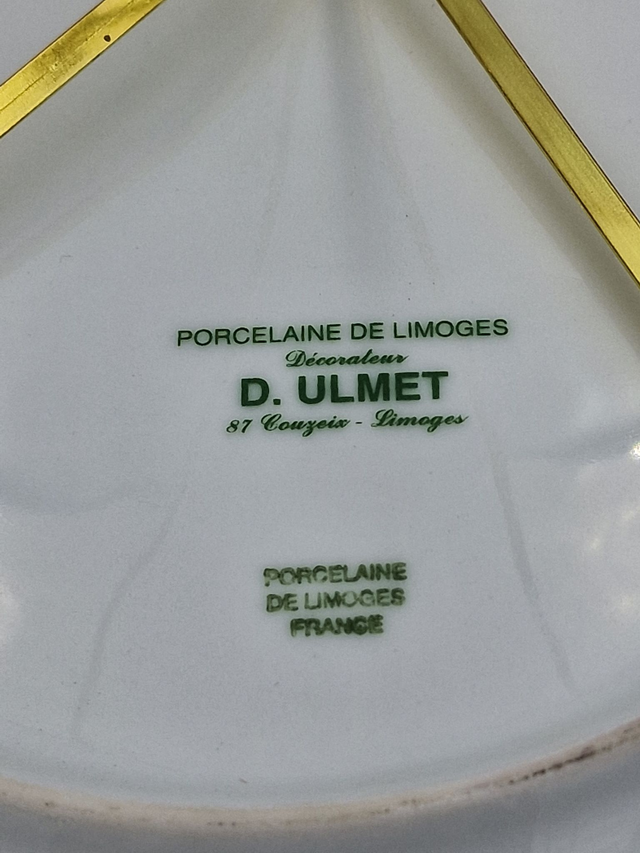 PORCELAINE DE LIMOGES
Décorateur
D. ULMET
87 Couzeix - Limoges
PORCELAINE
DE LIMOGES
FRANCE